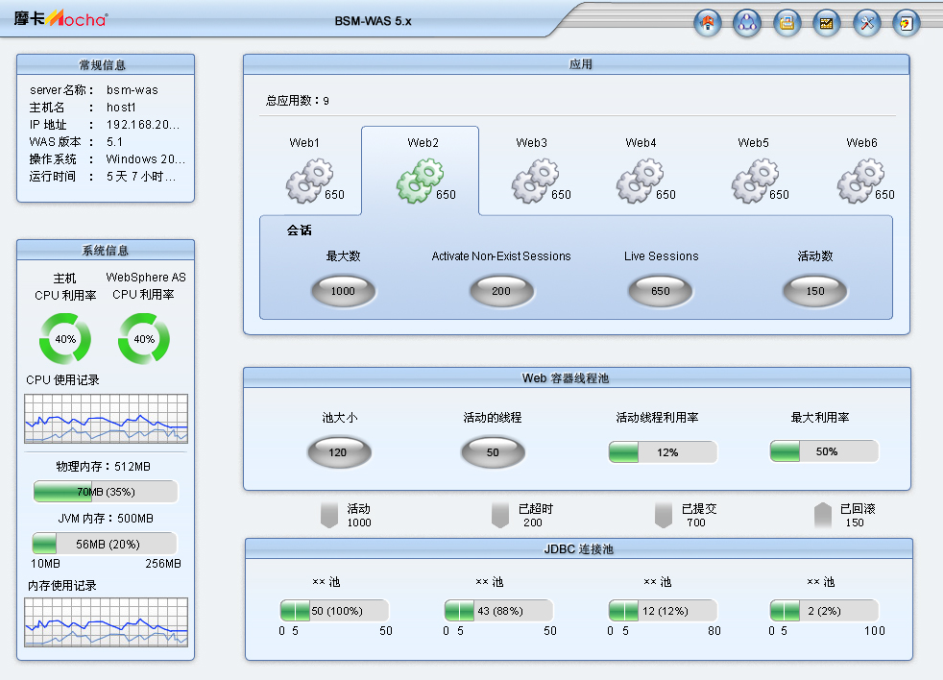 摩卡Mocha
BSM-WAS 5.x
常规信息
server名称： bsm-was
主机名 ： host1
IP 地址 ： 192.168.20...
WAS 版本 ： 5.1
操作系统 ： Windows 20...
运行时间 ： 5 天 7 小时...
系统信息
主机 WebSphere AS
CPU 利用率 CPU 利用率
40% 40%
CPU 使用记录
物理内存：512MB
70MB (35%)
JVM 内存：500MB
56MB (20%)
10MB 256MB
内存使用记录
应用
总应用数：9
Web1 Web2 Web3 Web4 Web5 Web6
650 650 650 650 650 650
会话
最大数 Activate Non-Exist Sessions Live Sessions 活动数
1000 200 650 150
Web 容器线程池
池大小 活动的线程 活动线程利用率 最大利用率
120 50 12% 50%
活动 已超时 已提交 已回滚
1000 200 700 150
JDBC 连接池
×× 池 ×× 池 ×× 池 ×× 池
50 (100%) 43 (88%) 12 (12%) 2 (2%)
0 5 50 0 5 50 0 5 80 0 5 100